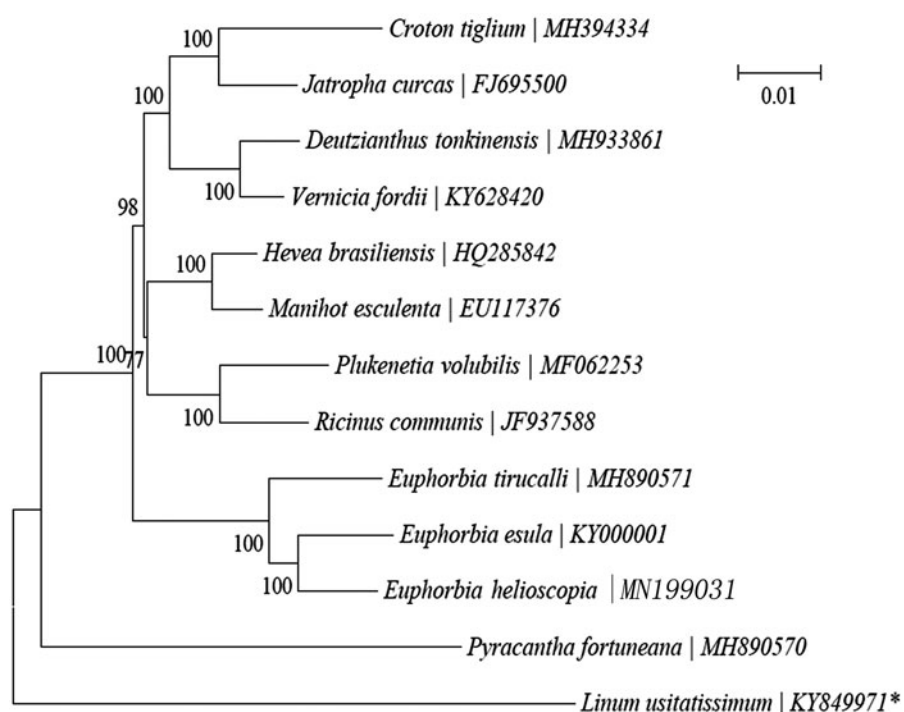 100
Croton tiglium | MH394334
Jatropha curcas | FJ695500
0.01
100
Deutzianthus tonkinensis | MH933861
100
Vernicia fordii | KY628420
98
Hevea brasiliensis | HQ285842
100
Manihot esculenta | EU117376
100
77
Plukenetia volubilis | MF062253
100
Ricinus communis | JF937588
Euphorbia tirucalli | MH890571
100
Euphorbia esula | KY000001
100
Euphorbia helioscopia | MN199031
Pyracantha fortuneana | MH890570
Linum usitatissimum | KY849971*